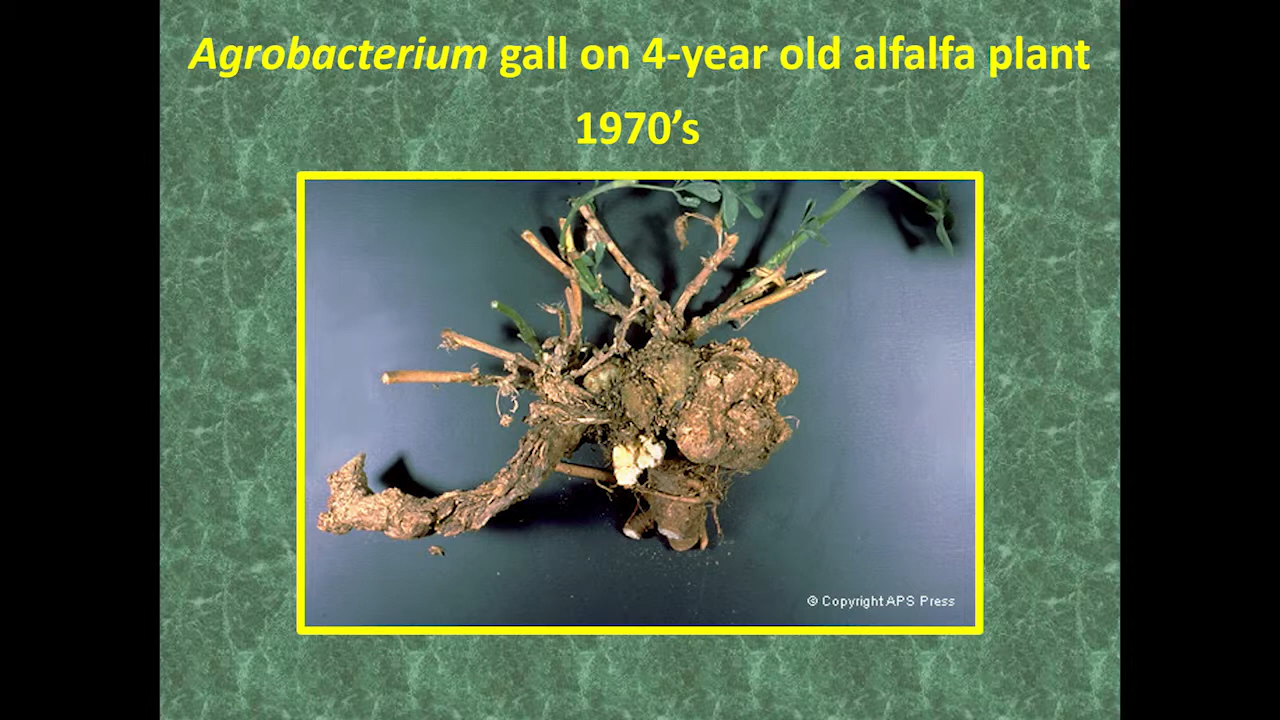 Agrobacterium gall on 4-year old alfalfa plant
1970’s
© Copyright APS Press